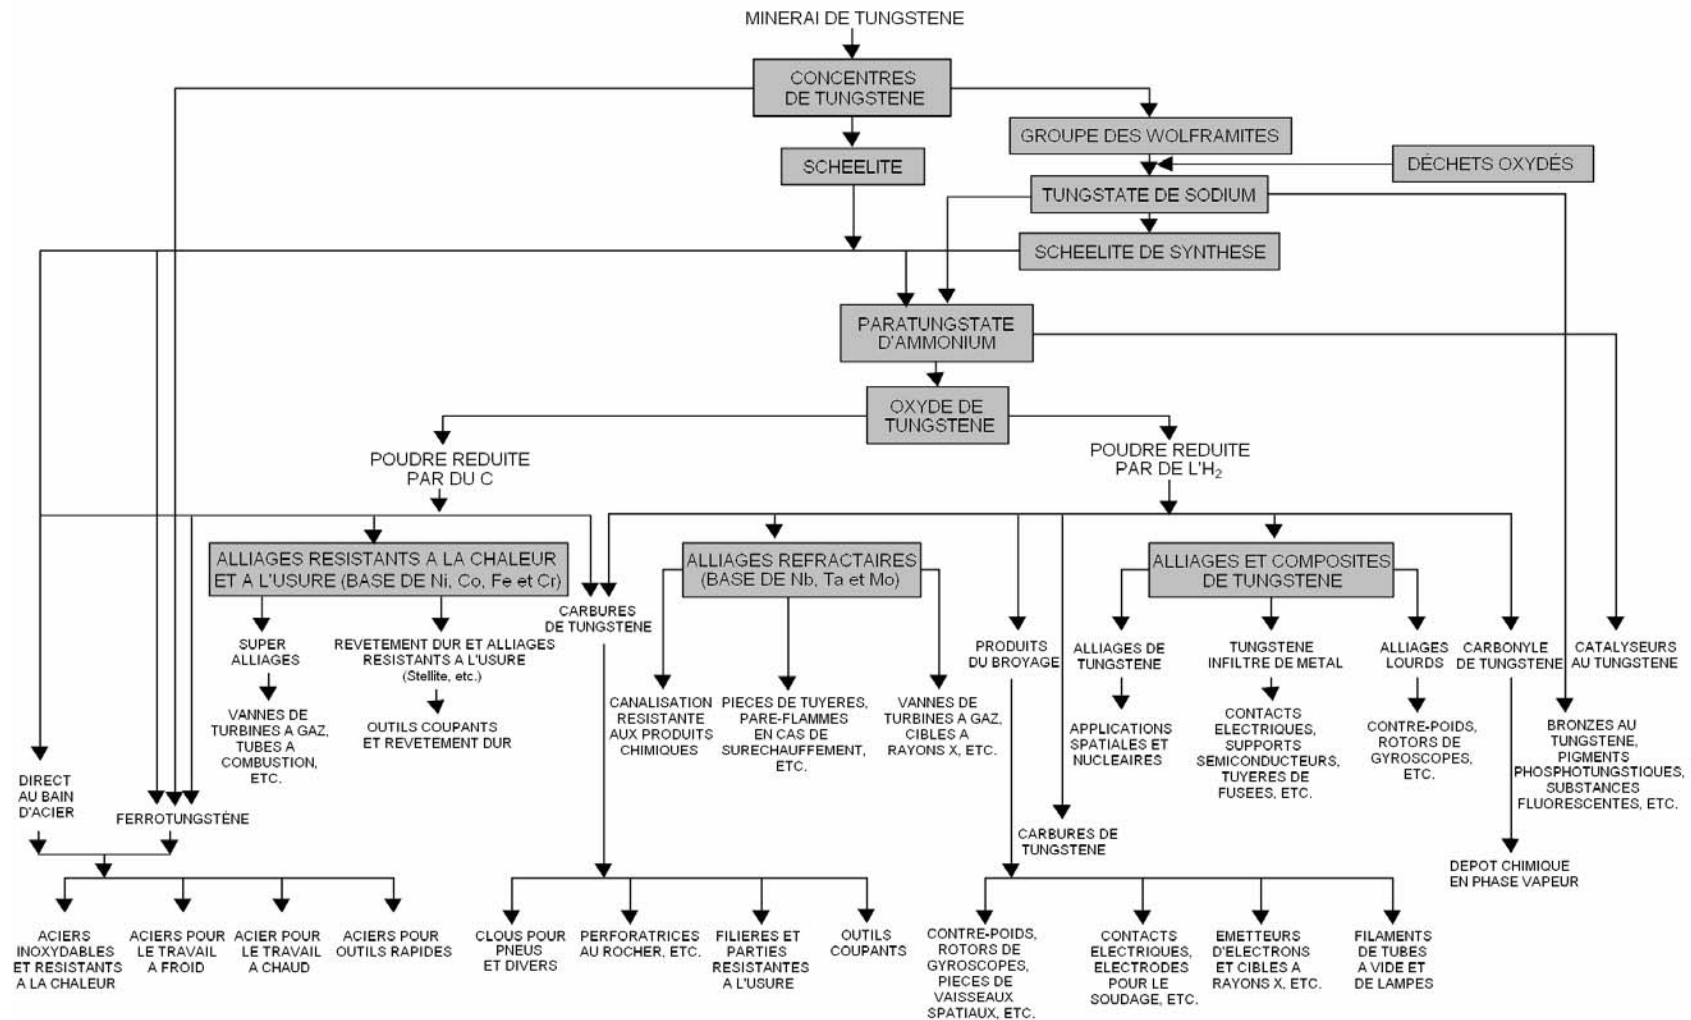 MINERAI DE TUNGSTENE
CONCENTRES
DE TUNGSTENE
GROUPE DES WOLFRAMITES
SCHEELITE
DÉCHETS OXYDÉS
TUNGSTATE DE SODIUM
SCHEELITE DE SYNTHESE
PARATUNGSTATE
D'AMMONIUM
OXYDE DE
TUNGSTENE
POUDRE REDUITE
PAR DU C
POUDRE REDUITE
PAR DE L'H₂
ALLIAGES RESISTANTS A LA CHALEUR
ET A L'USURE (BASE DE Ni, Co, Fe et Cr)
ALLIAGES REFRACTAIRES
(BASE DE Nb, Ta et Mo)
ALLIAGES ET COMPOSITES
DE TUNGSTENE
CARBURES
DE TUNGSTENE
SUPER
ALLIAGES
REVETEMENT DUR ET ALLIAGES
RESISTANTS A L'USURE
(Stellite, etc.)
PRODUITS
DU BROYAGE
ALLIAGES DE
TUNGSTENE
TUNGSTENE
INFILTRE DE METAL
ALLIAGES
LOURDS
CARBONYLE
DE TUNGSTENE
CATALYSEURS
AU TUNGSTENE
VANNES DE
TURBINES A GAZ,
TUBES A
COMBUSTION,
ETC.
OUTILS COUPANTS
ET REVETEMENT DUR
CANALISATION
RESISTANTE
AUX PRODUITS
CHIMIQUES
PIECES DE TUYERES,
PARE-FLAMMES
EN CAS DE
SURECHAUFFEMENT,
ETC.
VANNES DE
TURBINES A GAZ,
CIBLES A
RAYONS X, ETC.
APPLICATIONS
SPATIALES ET
NUCLEAIRES
CONTACTS
ELECTRIQUES,
SUPPORTS
SEMICONDUCTEURS,
TUYERES DE
FUSEES, ETC.
CONTRE-POIDS,
ROTORS DE
GYROSCOPES,
ETC.
BRONZES AU
TUNGSTENE,
PIGMENTS
PHOSPHOTUNGSTIQUES,
SUBSTANCES
FLUORESCENTES, ETC.
DIRECT
AU BAIN
D'ACIER
FERROTUNGSTÈNE
CARBURES DE
TUNGSTENE
DEPOT CHIMIQUE
EN PHASE VAPEUR
ACIERS
INOXYDABLES
ET RESISTANTS
A LA CHALEUR
ACIERS POUR
LE TRAVAIL
A FROID
ACIER POUR
LE TRAVAIL
A CHAUD
ACIERS POUR
OUTILS RAPIDES
CLOUS POUR
PNEUS
ET DIVERS
PERFORATRICES
AU ROCHER, ETC.
FILIERES ET
PARTIES
RESISTANTES
A L'USURE
OUTILS
COUPANTS
CONTRE-POIDS,
ROTORS DE
GYROSCOPES,
PIECES DE
VAISSEAUX
SPATIAUX, ETC.
CONTACTS
ELECTRIQUES,
ELECTRODES
POUR LE
SOUDAGE, ETC.
EMETTEURS
D'ELECTRONS
ET CIBLES A
RAYONS X, ETC.
FILAMENTS
DE TUBES
A VIDE ET
DE LAMPES